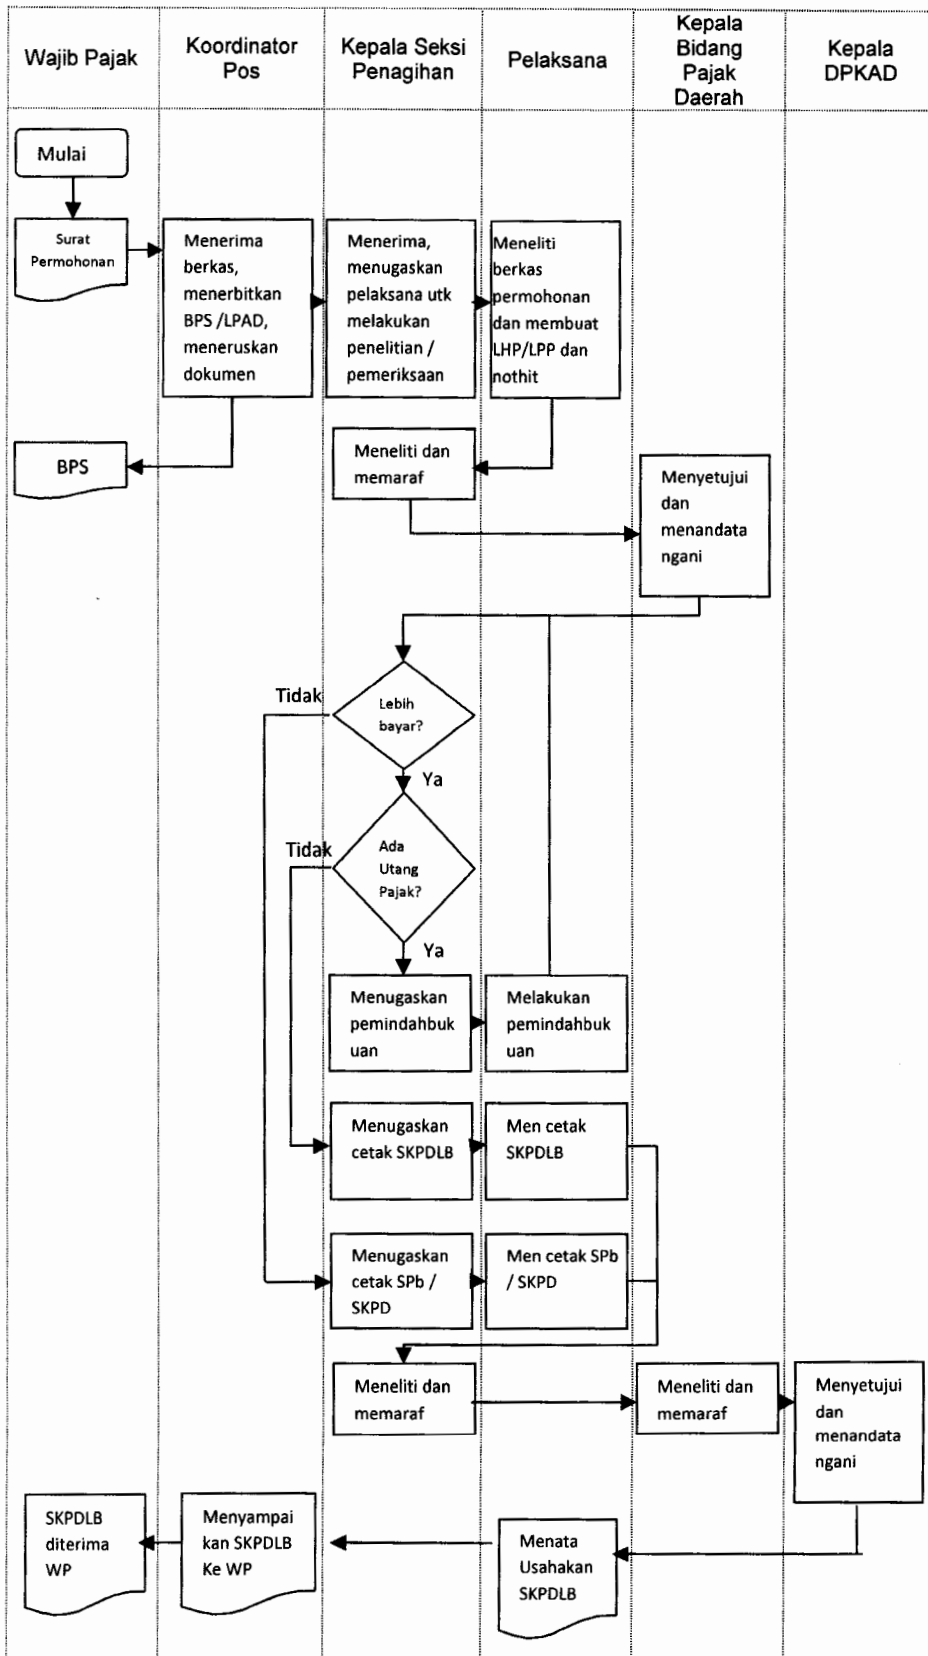 Wajib Pajak
Koordinator
Pos
Kepala Seksi
Penagihan
Pelaksana
Kepala
Bidang
Pajak
Daerah
Kepala
DPKAD
Mulai
Surat
Permohonan
Menerima
berkas,
menerbitkan
BPS /LPAD,
meneruskan
dokumen
Menerima,
menugaskan
pelaksana utk
melakukan
penelitian /
pemeriksaan
Meneliti
berkas
permohonan
dan membuat
LHP/LPP dan
nothit
BPS
Meneliti dan
memaraf
Menyetujui
dan
menandata
ngani
Tidak
Lebih
bayar?
Ya
Tidak
Ada
Utang
Pajak?
Ya
Menugaskan
pemindahbuk
uan
Melakukan
pemindahbuk
uan
Menugaskan
cetak SKPDLB
Men cetak
SKPDLB
Menugaskan
cetak SPb /
SKPD
Men cetak SPb
/ SKPD
Meneliti dan
memaraf
Meneliti dan
memaraf
Menyetujui
dan
menandata
ngani
SKPDLB
diterima
WP
Menyampai
kan SKPDLB
Ke WP
Menata
Usahakan
SKPDLB